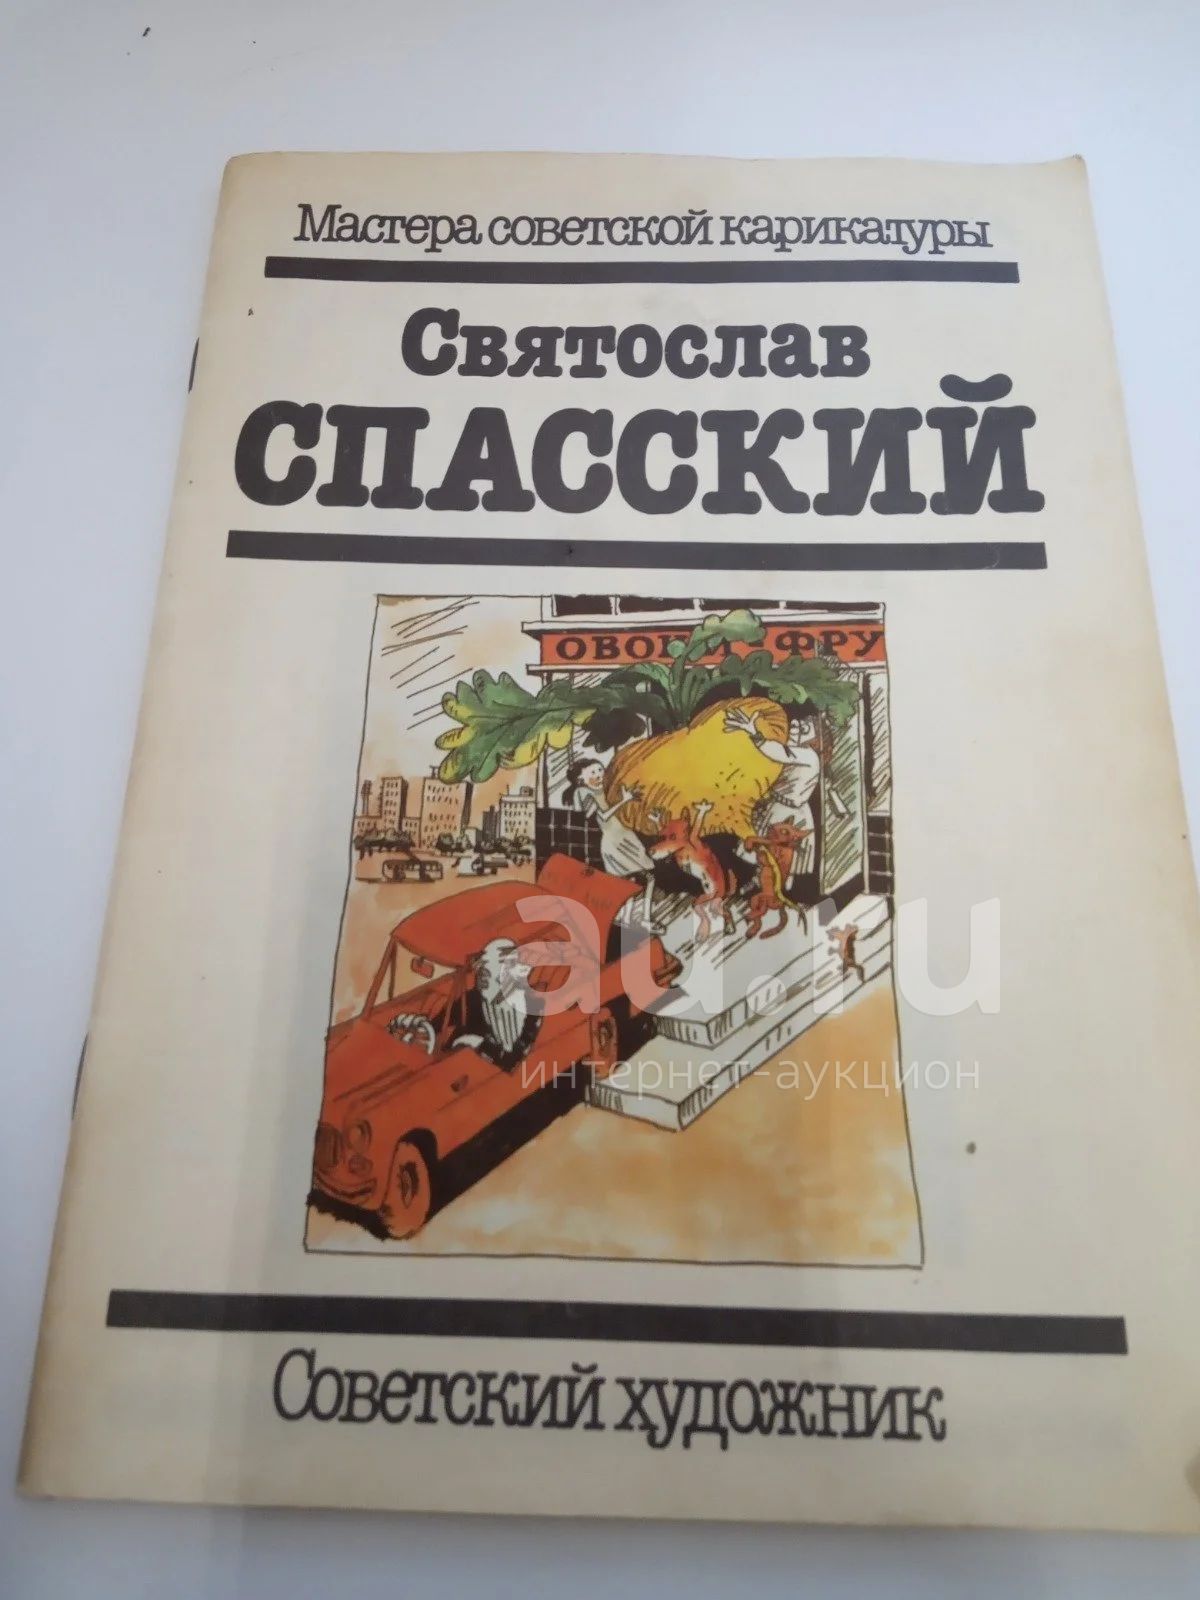 Мастера советской карикатуры
Святослав
СПАССКИЙ
ОВОЩИ-ФРУ
au.ru
интернет-аукцион
Советский художник